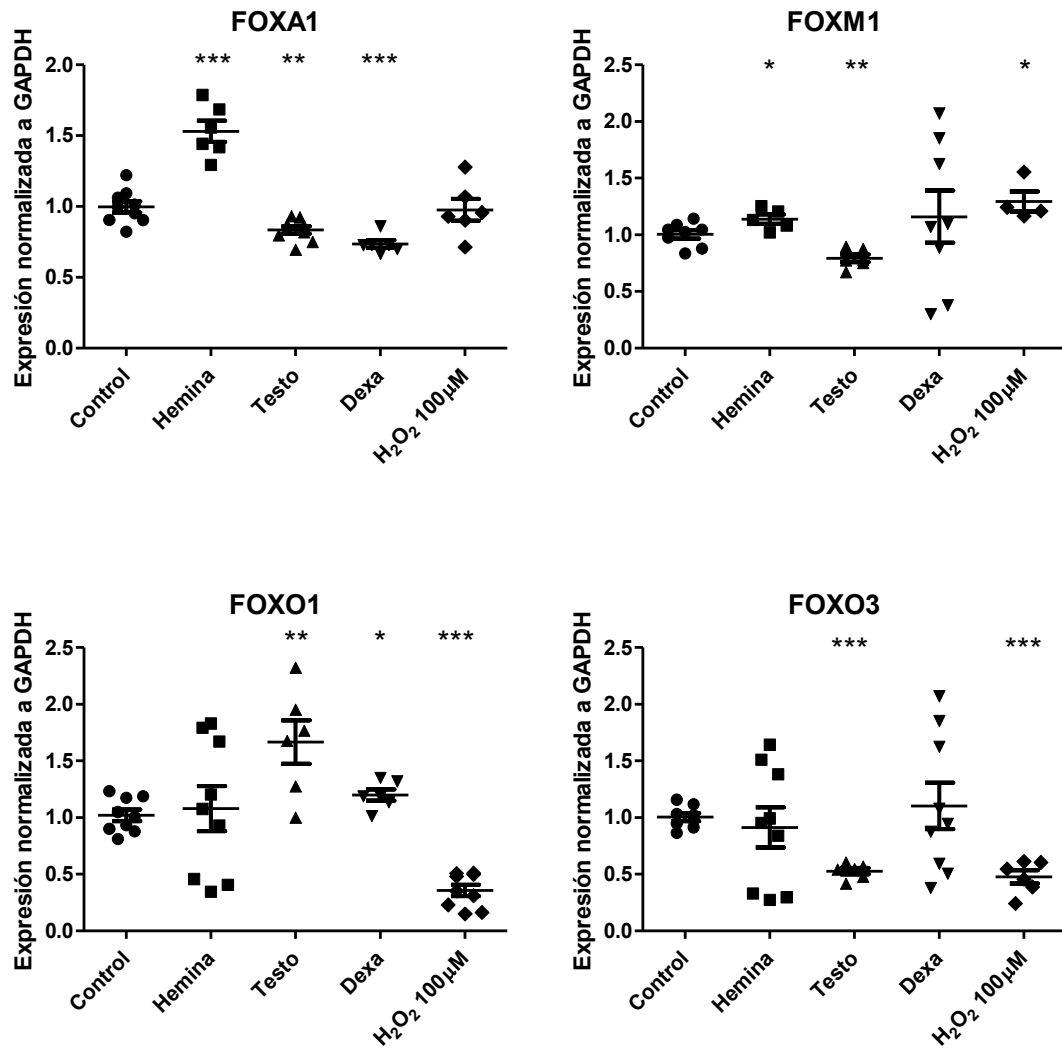 FOXA1
*** ** ***
Expresión normalizada a GAPDH
2.0
1.5
1.0
0.5
0.0
Control
Hemina
Testo
Dexa
H₂O₂ 100µM
FOXM1
* ** *
Expresión normalizada a GAPDH
2.5
2.0
1.5
1.0
0.5
0.0
Control
Hemina
Testo
Dexa
H₂O₂ 100µM
FOXO1
** * ***
Expresión normalizada a GAPDH
2.5
2.0
1.5
1.0
0.5
0.0
Control
Hemina
Testo
Dexa
H₂O₂ 100µM
FOXO3
*** ***
Expresión normalizada a GAPDH
2.5
2.0
1.5
1.0
0.5
0.0
Control
Hemina
Testo
Dexa
H₂O₂ 100µM